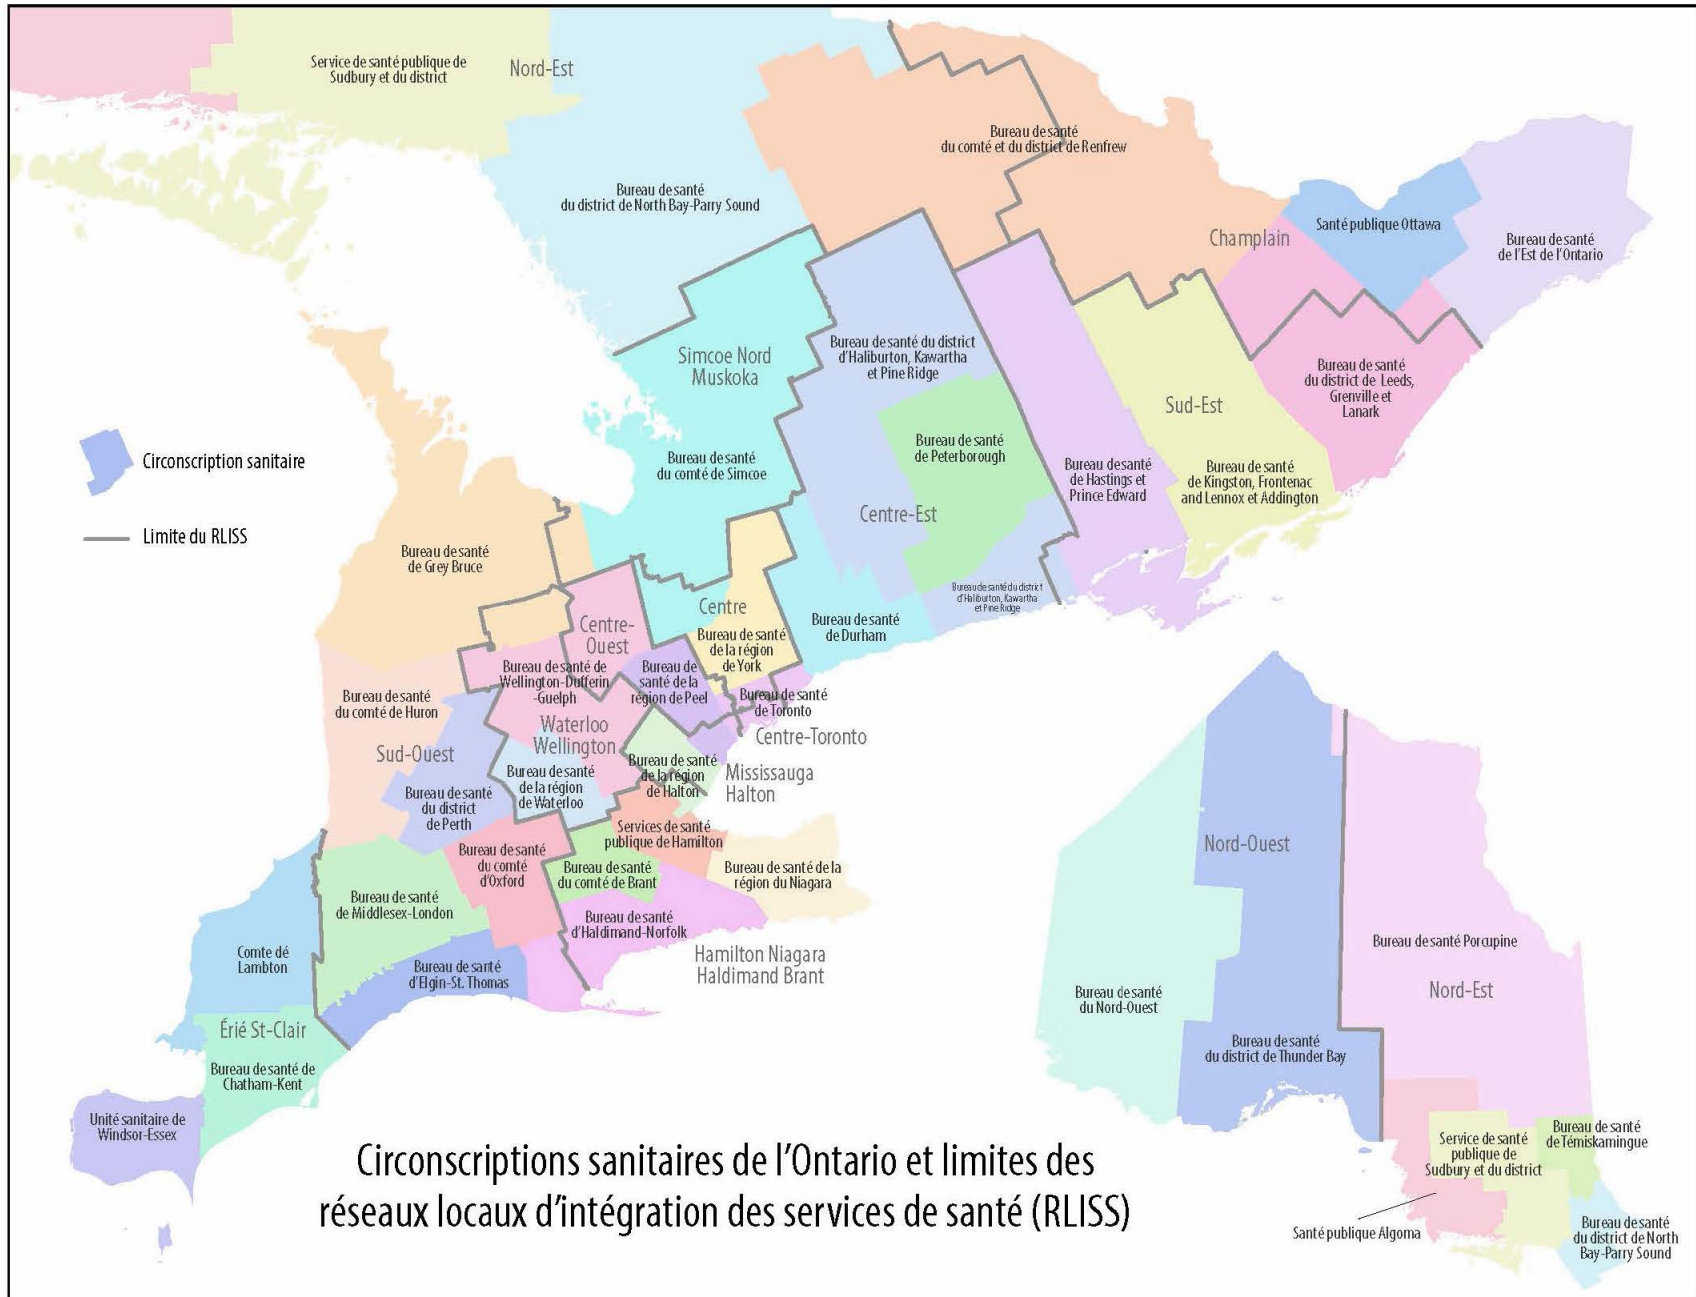 Service de santé publique de
Sudbury et du district
Nord-Est
Bureau de santé
du comté et du district de Renfrew
Bureau de santé
du district de North Bay-Parry Sound
Champlain
Santé publique Ottawa
Bureau de santé
de l'Est de l'Ontario
Simcoe Nord
Muskoka
Bureau de santé du district
d'Haliburton, Kawartha
et Pine Ridge
Bureau de santé
du district de Leeds,
Grenville et
Lanark
Sud-Est
Bureau de santé
de Peterborough
Bureau de santé
du comté de Simcoe
Bureau de santé
de Hastings et
Prince Edward
Bureau de santé
de Kingston, Frontenac
and Lennox et Addington
Circonscription sanitaire
Limite du RLISS
Centre-Est
Bureau de santé
de Grey Bruce
Bureau de santé du district
d'Haliburton, Kawartha
et Pine Ridge
Centre
Bureau de santé
de Durham
Centre-
Ouest
Bureau de santé
de la région
de York
Bureau de santé de
Wellington-Dufferin
-Guelph
Bureau de
santé de la
région de Peel
Bureau de santé
de Toronto
Bureau de santé
du comté de Huron
Waterloo
Wellington
Centre-Toronto
Sud-Ouest
Bureau de santé
de la région
de Waterloo
Bureau de santé
de la région
de Halton
Mississauga
Halton
Bureau de santé
du district
de Perth
Services de santé
publique de Hamilton
Bureau de santé
du comté
d'Oxford
Bureau de santé
du comté de Brant
Bureau de santé de la
région du Niagara
Bureau de santé
de Middlesex-London
Bureau de santé
d'Haldimand-Norfolk
Hamilton Niagara
Haldimand Brant
Comte dé
Lambton
Bureau de santé
d'Elgin-St. Thomas
Érié St-Clair
Bureau de santé de
Chatham-Kent
Unité sanitaire de
Windsor-Essex
Nord-Ouest
Bureau de santé Porcupine
Nord-Est
Bureau de santé
du Nord-Ouest
Bureau de santé
du district de Thunder Bay
Bureau de santé
de Témiskamingue
Service de santé
publique de
Sudbury et du district
Santé publique Algoma
Bureau de santé
du district de North
Bay-Parry Sound
Circonscriptions sanitaires de l'Ontario et limites des
réseaux locaux d'intégration des services de santé (RLISS)